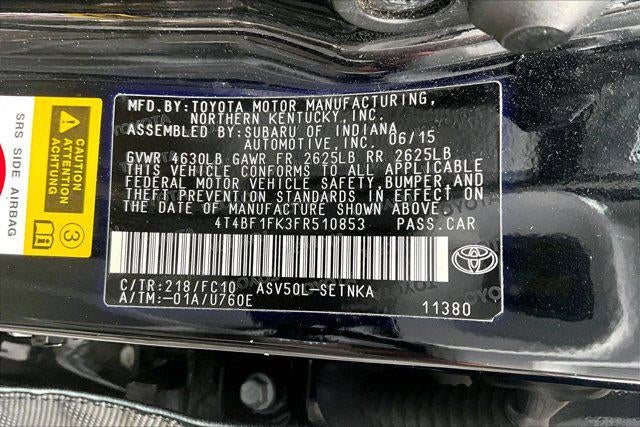 MFD.BY:TOYOTA MOTOR MANUFACTURING,
NORTHERN KENTUCKY,INC.
ASSEMBLED BY:SUBARU OF INDIANA
AUTOMOTIVE, INC. 06/15
GVWR 4630LB GAWR FR 2625LB RR 2625LB
THIS VEHICLE CONFORMS TO ALL APPLICABLE
FEDERAL MOTOR VEHICLE SAFETY,BUMPER,AND
THEFT PREVENTION STANDARDS IN EFFECT ON
THE DATE OF MANUFACTURE SHOWN ABOVE.
4T4BF1FK3FR510853 PASS.CAR
C/TR:218/FC10 ASV50L-SETNKA
A/TM:-01A/U760E
11380
TOYOTA
SRS SIDE AIRBAG
CAUTION
ATTENTION
ACHTUNG
3